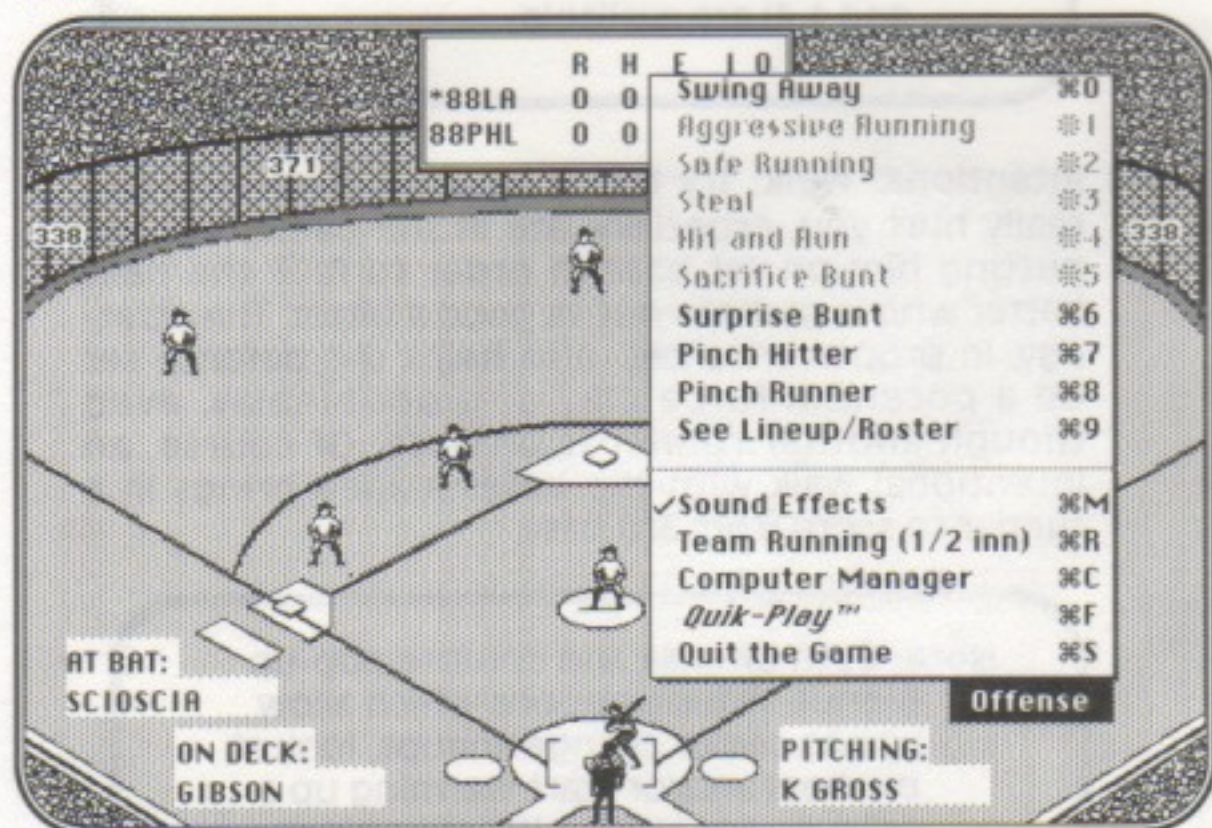 R H E I O
*88LA 0 0
88PHL 0 0
371
338
338
Swing Away ⌘0
Aggressive Running ⌘1
Safe Running ⌘2
Steal ⌘3
Hit and Run ⌘4
Sacrifice Bunt ⌘5
Surprise Bunt ⌘6
Pinch Hitter ⌘7
Pinch Runner ⌘8
See Lineup/Roster ⌘9
✓Sound Effects ⌘M
Team Running (1/2 inn) ⌘R
Computer Manager ⌘C
Quik-Play™ ⌘F
Quit the Game ⌘S
Offense
AT BAT:
SCIOSCIA
ON DECK:
GIBSON
PITCHING:
K GROSS